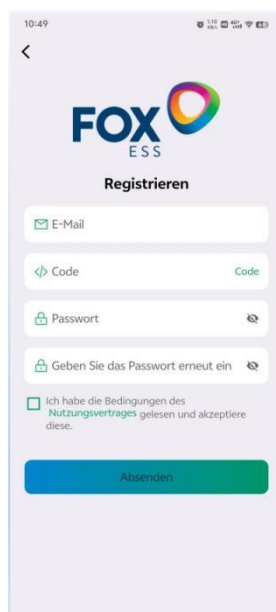 10:49
FOX
ESS
Registrieren
E-Mail
Code Code
Passwort
Geben Sie das Passwort erneut ein
Ich habe die Bedingungen des
Nutzungsvertrages gelesen und akzeptiere
diese.
Absenden